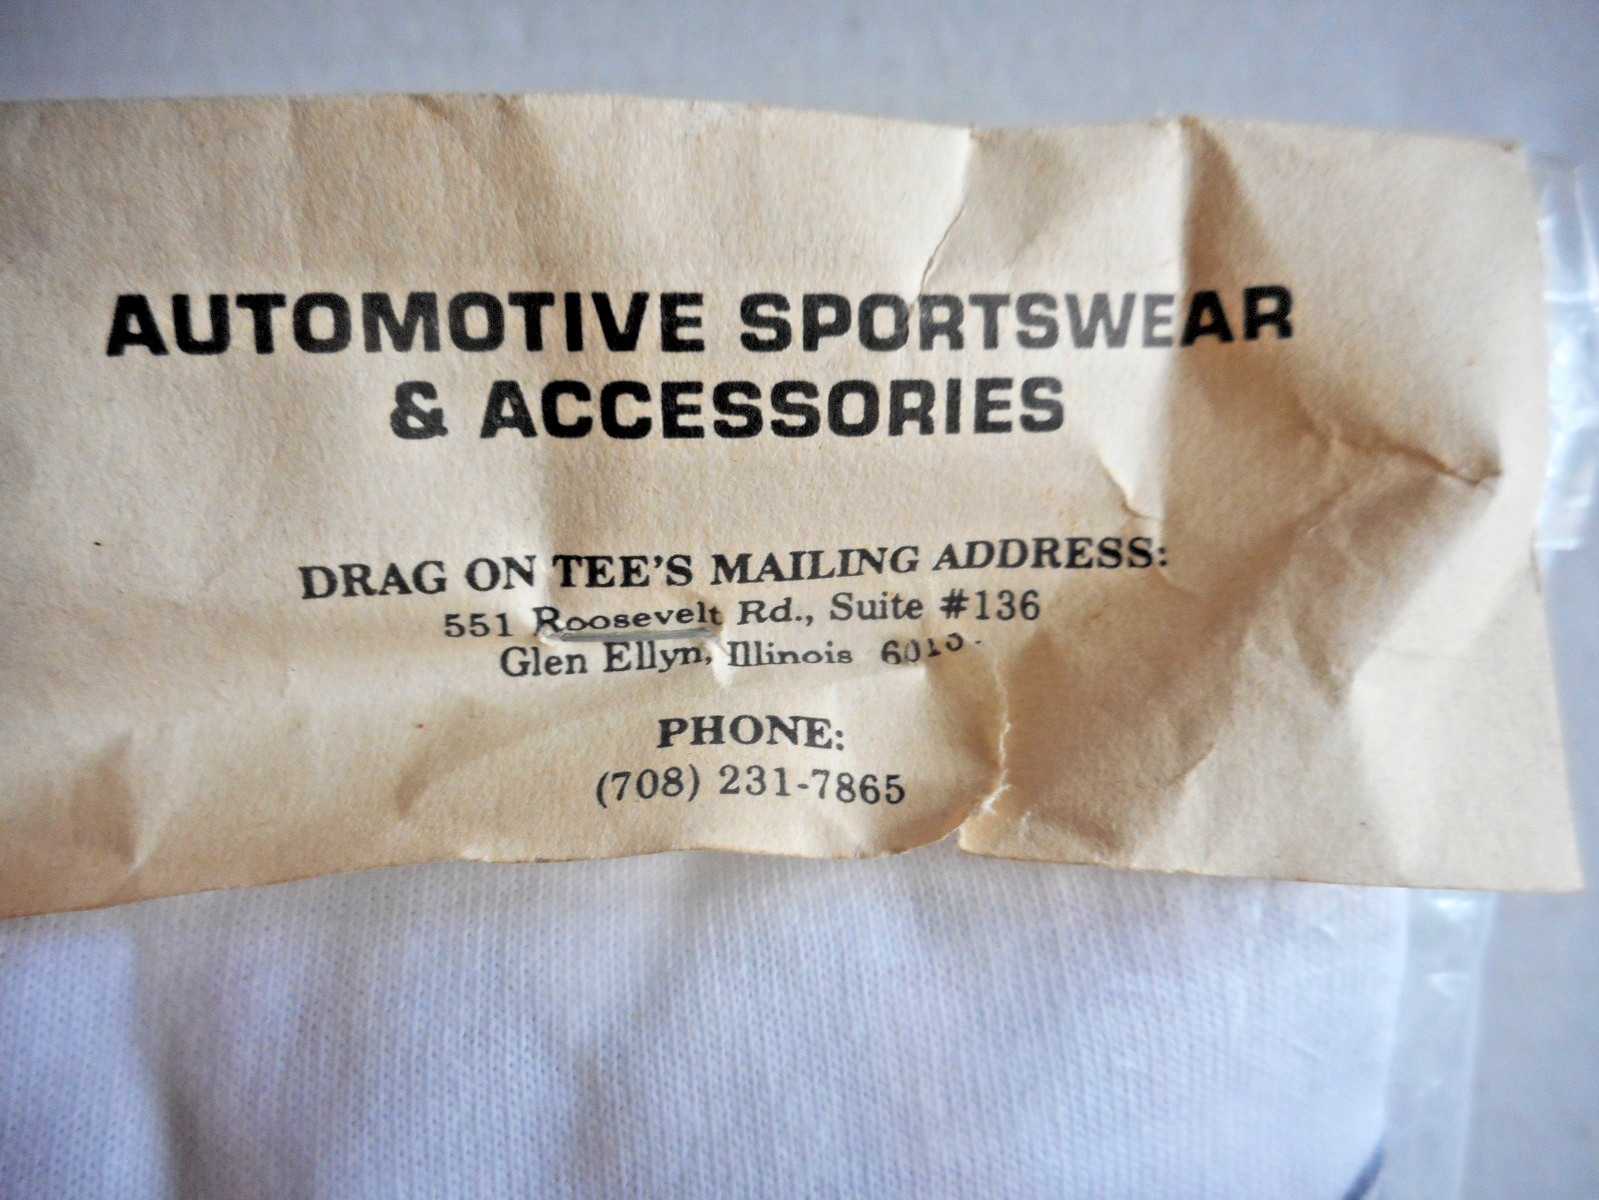 AUTOMOTIVE SPORTSWEAR
& ACCESSORIES
DRAG ON TEE'S MAILING ADDRESS:
551 Roosevelt Rd., Suite #136
Glen Ellyn, Illinois
PHONE:
(708) 231-7865